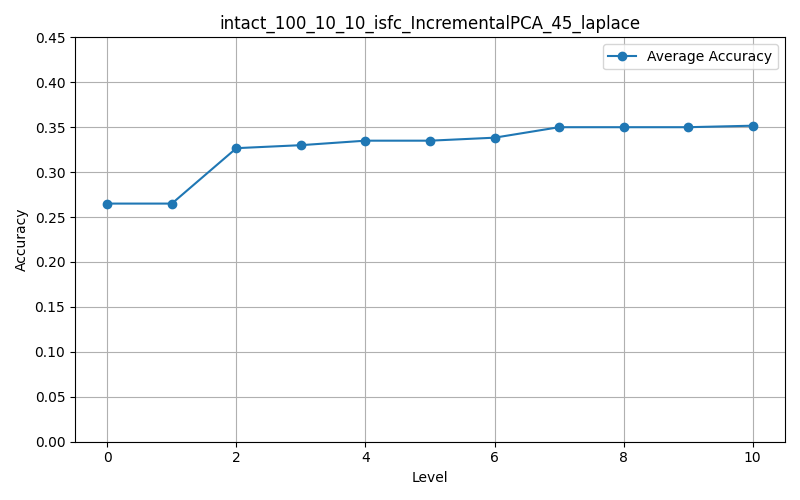 intact_100_10_10_isfc_IncrementalPCA_45_laplace
Average Accuracy
Accuracy
0.45
0.40
0.35
0.30
0.25
0.20
0.15
0.10
0.05
0.00
0 2 4 6 8 10
Level